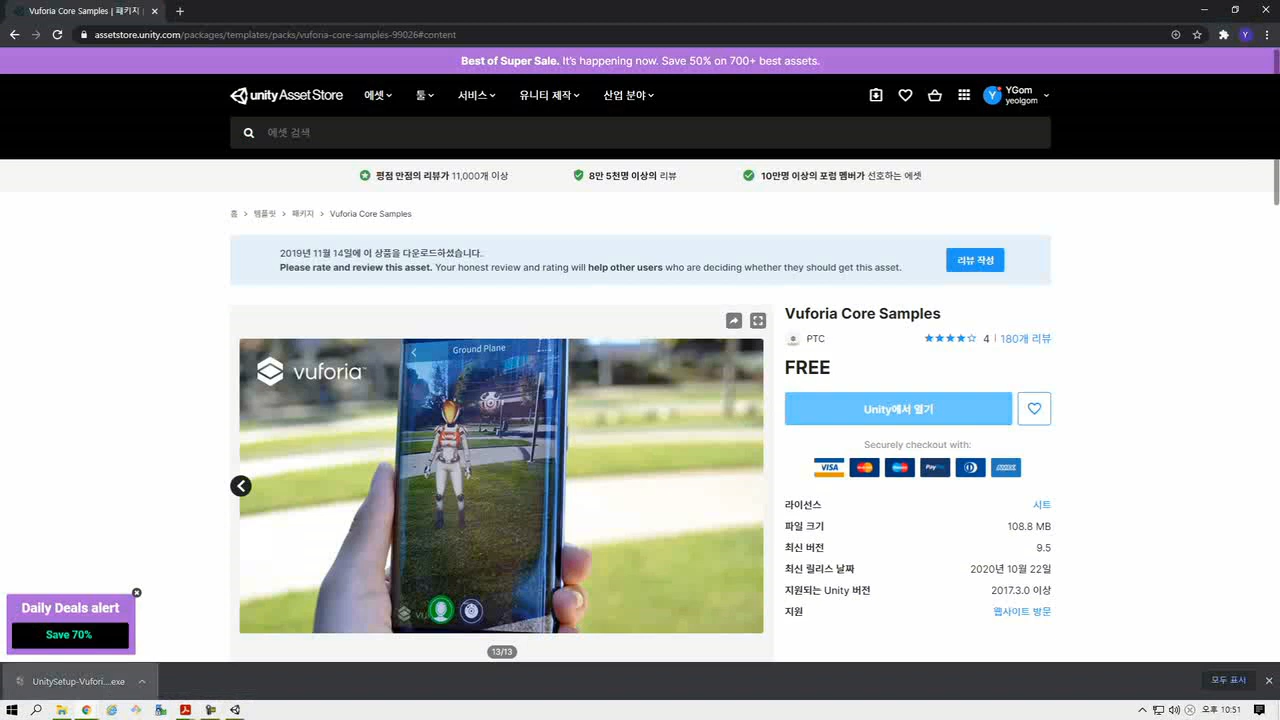 Vuforia Core Samples | 패키지 |
assetstore.unity.com/packages/templates/packs/vuforia-core-samples-99026#content
Y
Best of Super Sale. It's happening now. Save 50% on 700+ best assets.
unity Asset Store
에셋
툴
서비스
유니티 제작
산업 분야
Y
YGom
yeolgom
에셋 검색
평점 만점의 리뷰가 11,000개 이상
8만 5천명 이상의 리뷰
10만명 이상의 포럼 멤버가 선호하는 에셋
홈 > 템플릿 > 패키지 > Vuforia Core Samples
2019년 11월 14일에 이 상품을 다운로드하셨습니다.
Please rate and review this asset. Your honest review and rating will help other users who are deciding whether they should get this asset.
리뷰 작성
vuforia™
Ground Plane
13/13
Vuforia Core Samples
PTC
4 | 180개 리뷰
FREE
Unity에서 열기
Securely checkout with:
VISA
PayPal
AMEX
라이선스 시트
파일 크기 108.8 MB
최신 버전 9.5
최신 릴리스 날짜 2020년 10월 22일
지원되는 Unity 버전 2017.3.0 이상
지원 웹사이트 방문
Daily Deals alert
Save 70%
UnitySetup-Vufori....exe
모두 표시
오후 10:51